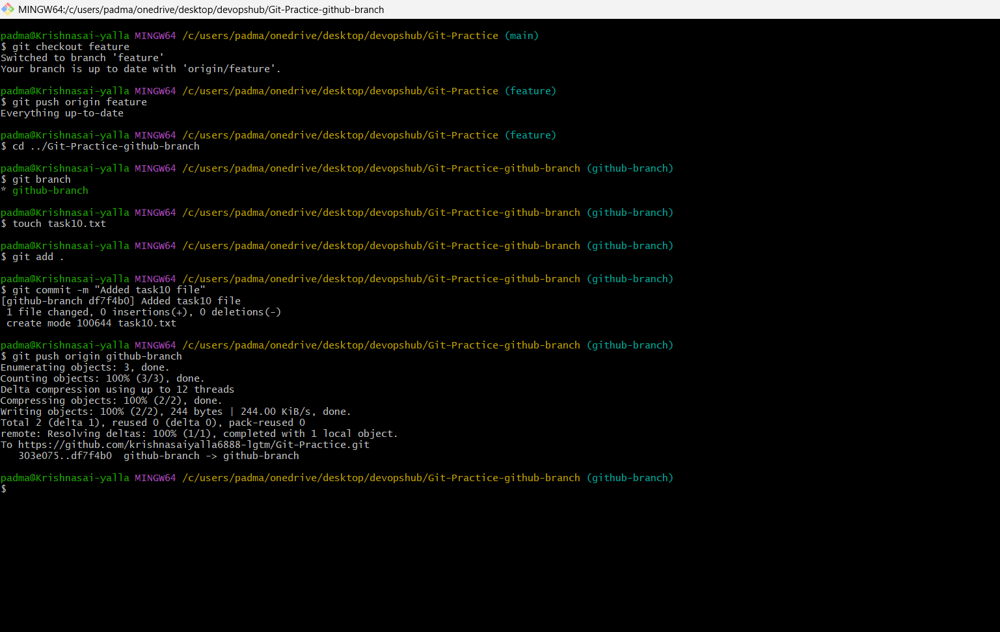 MINGW64:/c/users/padma/onedrive/desktop/devopshub/Git-Practice-github-branch
padma@Krishnasai-yalla MINGW64 /c/users/padma/onedrive/desktop/devopshub/Git-Practice (main)
$ git checkout feature
Switched to branch 'feature'
Your branch is up to date with 'origin/feature'.
padma@Krishnasai-yalla MINGW64 /c/users/padma/onedrive/desktop/devopshub/Git-Practice (feature)
$ git push origin feature
Everything up-to-date
padma@Krishnasai-yalla MINGW64 /c/users/padma/onedrive/desktop/devopshub/Git-Practice (feature)
$ cd ../Git-Practice-github-branch
padma@Krishnasai-yalla MINGW64 /c/users/padma/onedrive/desktop/devopshub/Git-Practice-github-branch (github-branch)
$ git branch
* github-branch
padma@Krishnasai-yalla MINGW64 /c/users/padma/onedrive/desktop/devopshub/Git-Practice-github-branch (github-branch)
$ touch task10.txt
padma@Krishnasai-yalla MINGW64 /c/users/padma/onedrive/desktop/devopshub/Git-Practice-github-branch (github-branch)
$ git add .
padma@Krishnasai-yalla MINGW64 /c/users/padma/onedrive/desktop/devopshub/Git-Practice-github-branch (github-branch)
$ git commit -m "Added task10 file"
[github-branch df7f4b0] Added task10 file
 1 file changed, 0 insertions(+), 0 deletions(-)
 create mode 100644 task10.txt
padma@Krishnasai-yalla MINGW64 /c/users/padma/onedrive/desktop/devopshub/Git-Practice-github-branch (github-branch)
$ git push origin github-branch
Enumerating objects: 3, done.
Counting objects: 100% (3/3), done.
Delta compression using up to 12 threads
Compressing objects: 100% (2/2), done.
Writing objects: 100% (2/2), 244 bytes | 244.00 KiB/s, done.
Total 2 (delta 1), reused 0 (delta 0), pack-reused 0
remote: Resolving deltas: 100% (1/1), completed with 1 local object.
To https://github.com/krishnasaiyalla6888-lgtm/Git-Practice.git
   303e075..df7f4b0  github-branch -> github-branch
padma@Krishnasai-yalla MINGW64 /c/users/padma/onedrive/desktop/devopshub/Git-Practice-github-branch (github-branch)
$